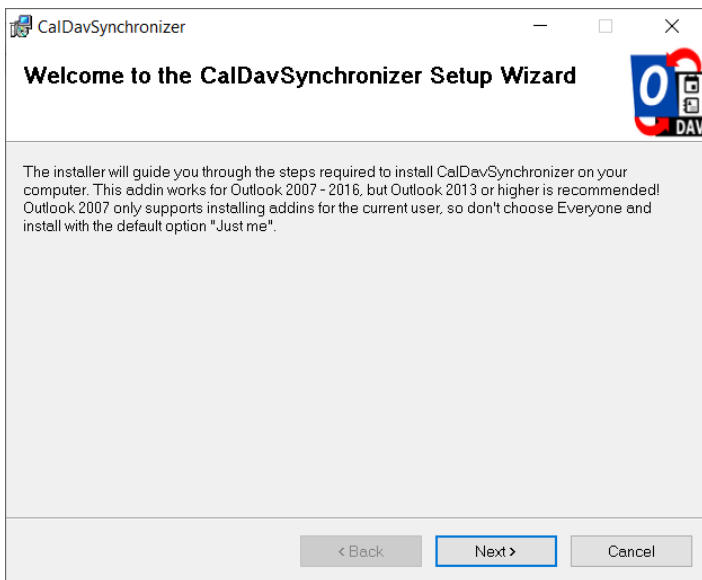 CalDavSynchronizer
Welcome to the CalDavSynchronizer Setup Wizard
O
DAV
The installer will guide you through the steps required to install CalDavSynchronizer on your
computer. This addin works for Outlook 2007 - 2016, but Outlook 2013 or higher is recommended!
Outlook 2007 only supports installing addins for the current user, so don't choose Everyone and
install with the default option "Just me".
< Back
Next >
Cancel